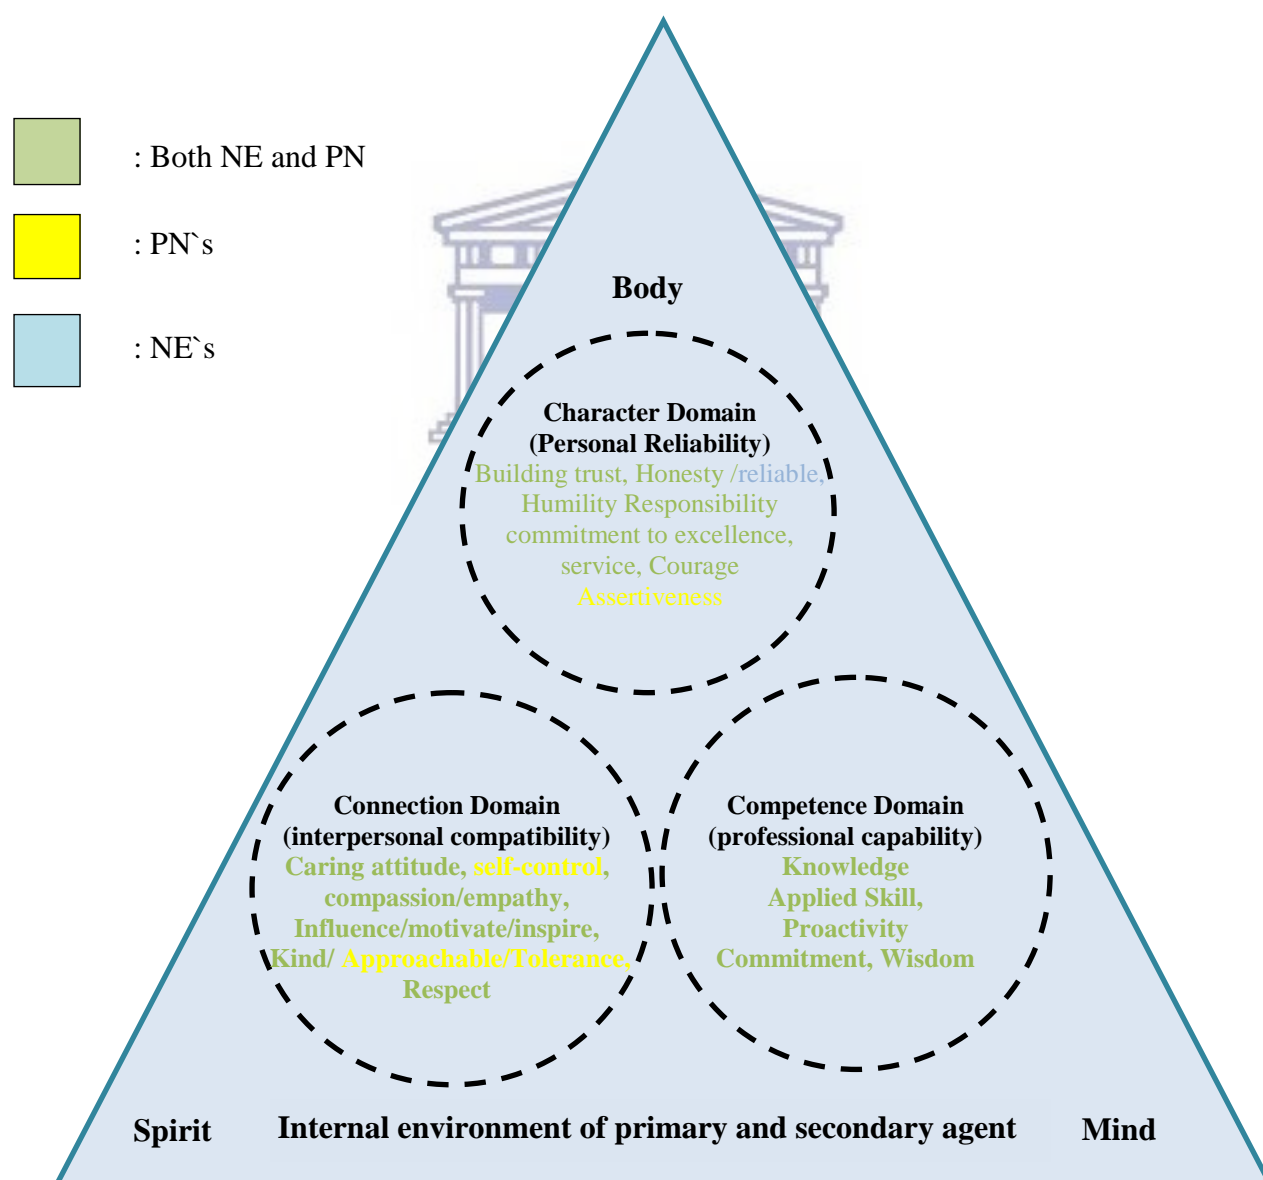 : Both NE and PN
: PN`s
: NE`s
Body
Character Domain
(Personal Reliability)
Building trust, Honesty /reliable,
Humility Responsibility
commitment to excellence,
service, Courage
Assertiveness
Connection Domain
(interpersonal compatibility)
Caring attitude, self-control,
compassion/empathy,
Influence/motivate/inspire,
Kind/ Approachable/Tolerance,
Respect
Competence Domain
(professional capability)
Knowledge
Applied Skill,
Proactivity
Commitment, Wisdom
Spirit
Internal environment of primary and secondary agent
Mind